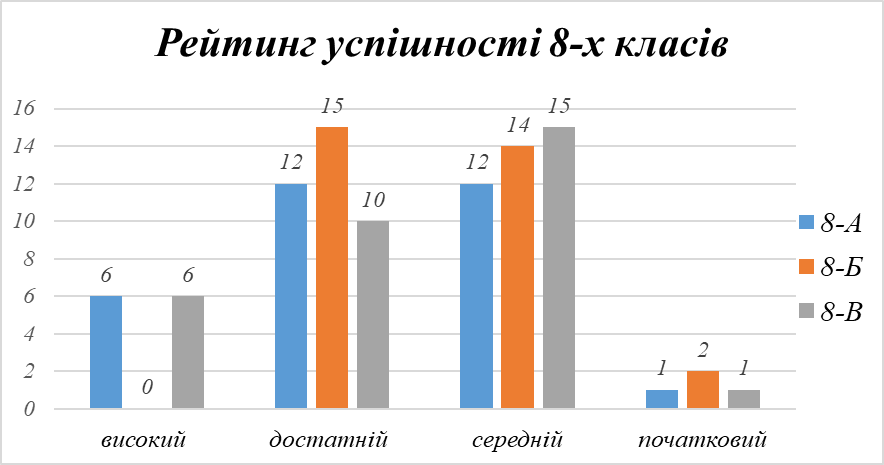 Рейтинг успішності 8-х класів
16
14
12
10
8
6
4
2
0
6
0
6
12
15
10
12
14
15
1
2
1
високий
достатній
середній
початковий
8-А
8-Б
8-В